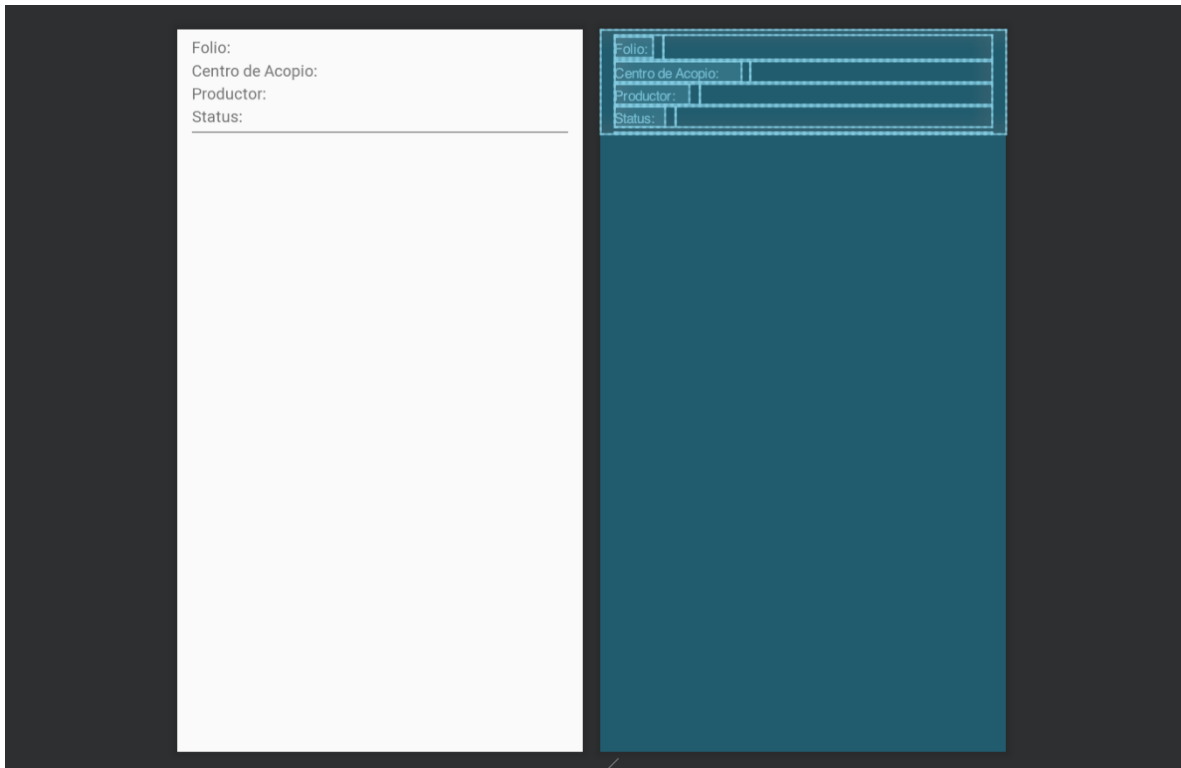 Folio:
Centro de Acopio:
Productor:
Status:
Folio:
Centro de Acopio:
Productor:
Status: